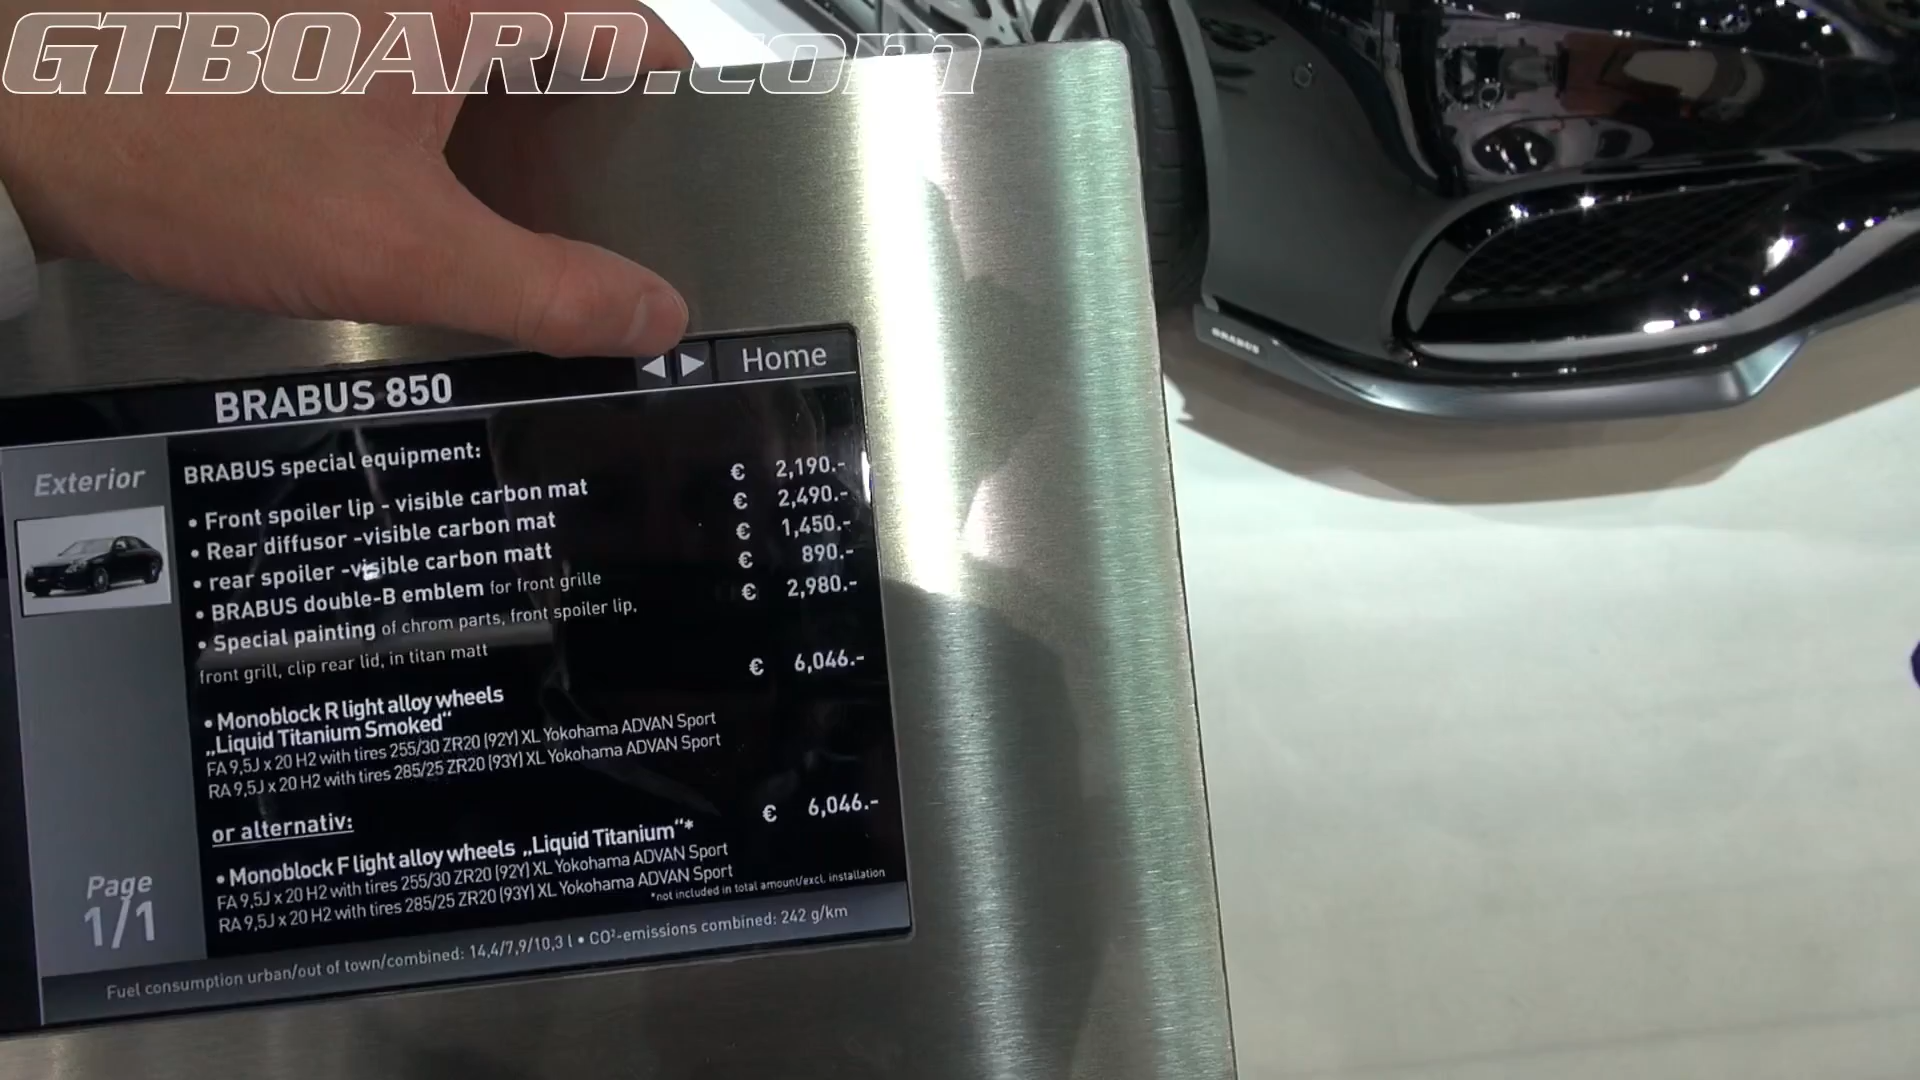 GTBOARD.com
Home
BRABUS 850
Exterior
BRABUS special equipment:
• Front spoiler lip - visible carbon mat € 2,190.-
• Rear diffusor -visible carbon mat € 2,490.-
• rear spoiler -visible carbon matt € 1,450.-
• BRABUS double-B emblem for front grille € 890.-
• Special painting of chrom parts, front spoiler lip, € 2,980.-
front grill, clip rear lid, in titan matt
• Monoblock R light alloy wheels € 6,046.-
„Liquid Titanium Smoked“
FA 9,5J x 20 H2 with tires 255/30 ZR20 (92Y) XL Yokohama ADVAN Sport
RA 9,5J x 20 H2 with tires 285/25 ZR20 (93Y) XL Yokohama ADVAN Sport
or alternativ:
• Monoblock F light alloy wheels „Liquid Titanium“* € 6,046.-
FA 9,5J x 20 H2 with tires 255/30 ZR20 (92Y) XL Yokohama ADVAN Sport
RA 9,5J x 20 H2 with tires 285/25 ZR20 (93Y) XL Yokohama ADVAN Sport
*not included in total amount/excl. installation
Page
1/1
Fuel consumption urban/out of town/combined: 14,4/7,9/10,3 l • CO²-emissions combined: 242 g/km
BRABUS